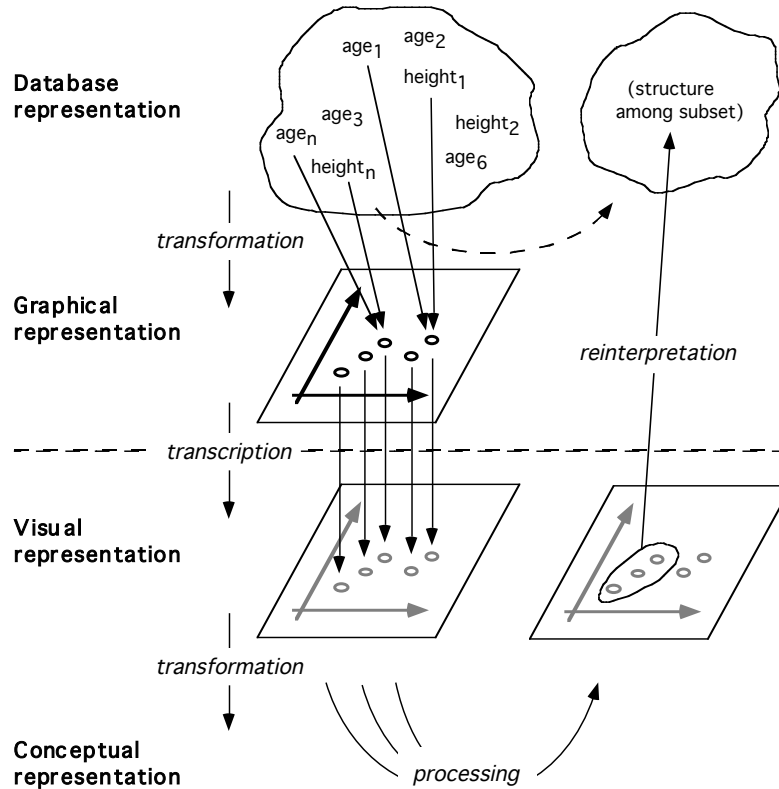 Database
representation
age1
age2
height1
age3
height2
agen
heightn
age6
(structure
among subset)
transformation
Graphical
representation
reinterpretation
transcription
Visual
representation
transformation
Conceptual
representation
processing